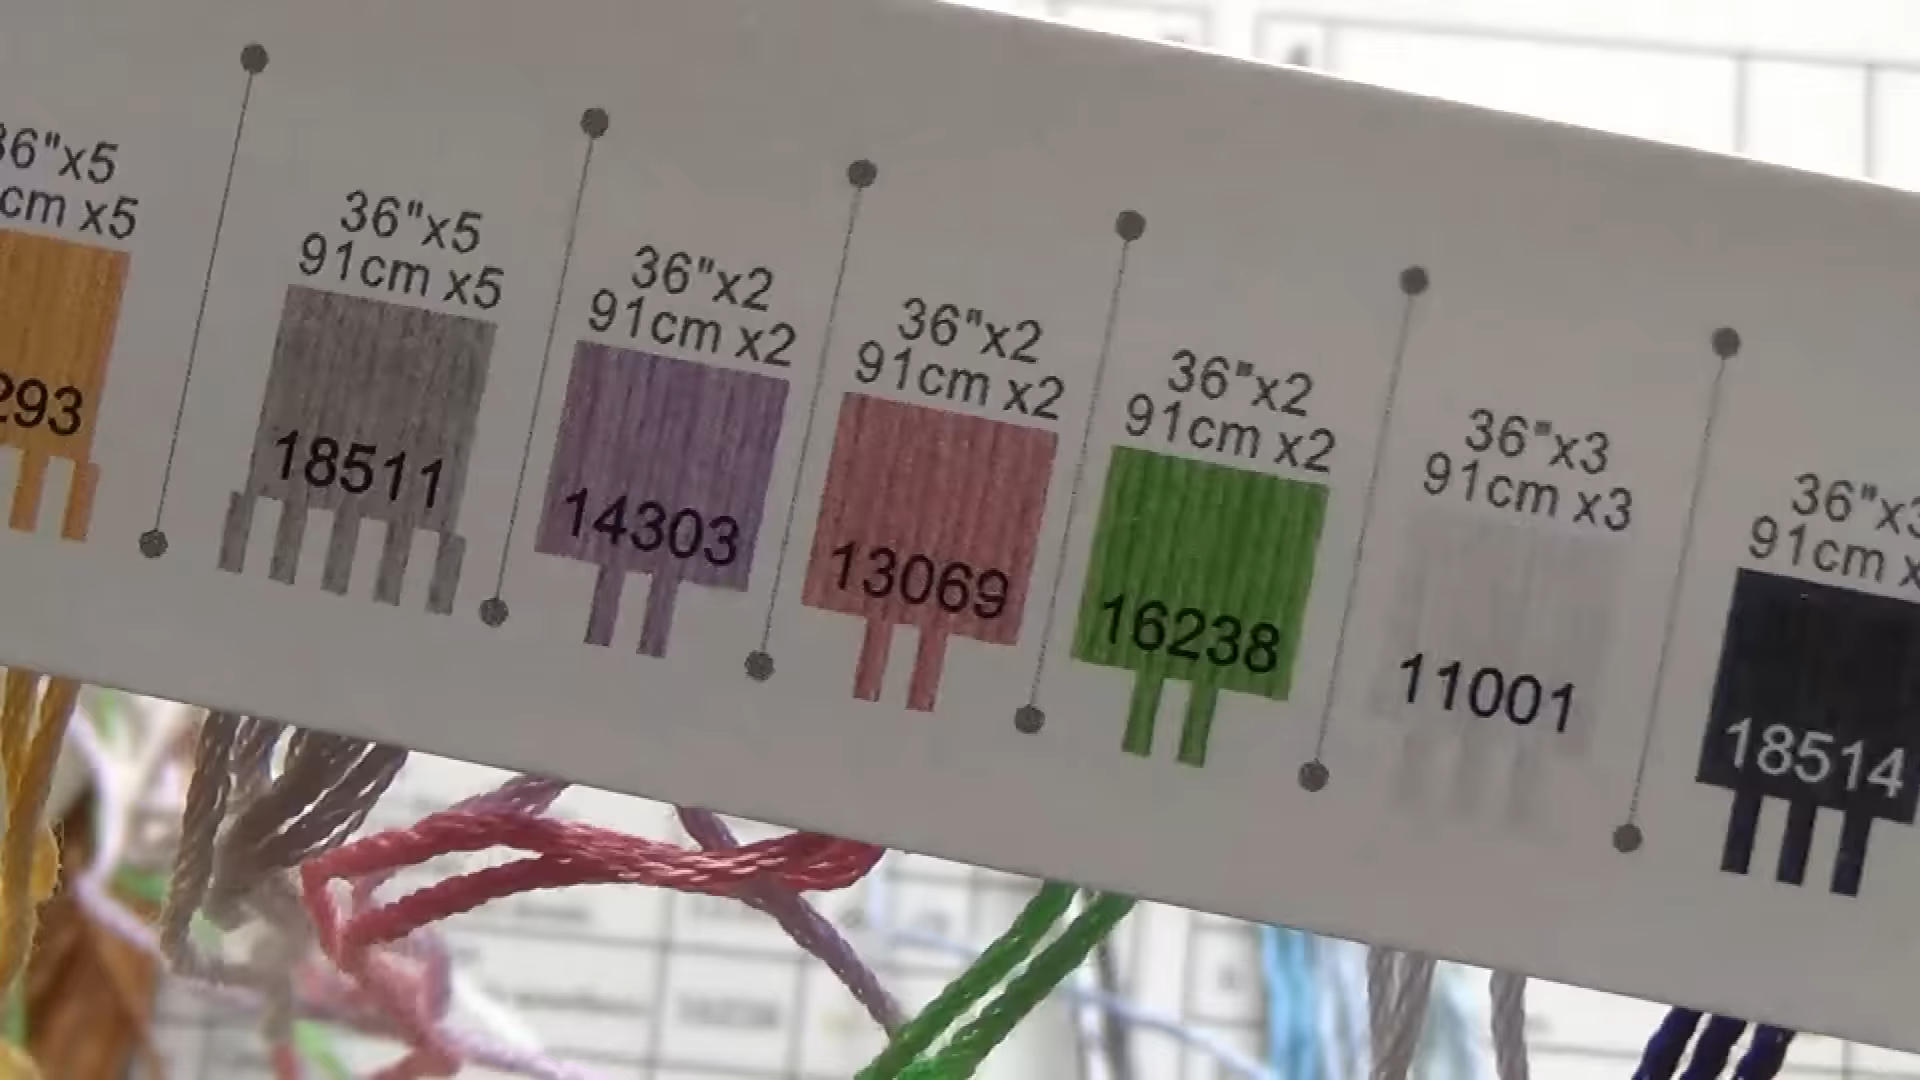 36"x5
cm x5
293
36"x5
91cm x5
18511
36"x2
91cm x2
14303
36"x2
91cm x2
13069
36"x2
91cm x2
16238
36"x3
91cm x3
11001
36"x3
91cm x
18514